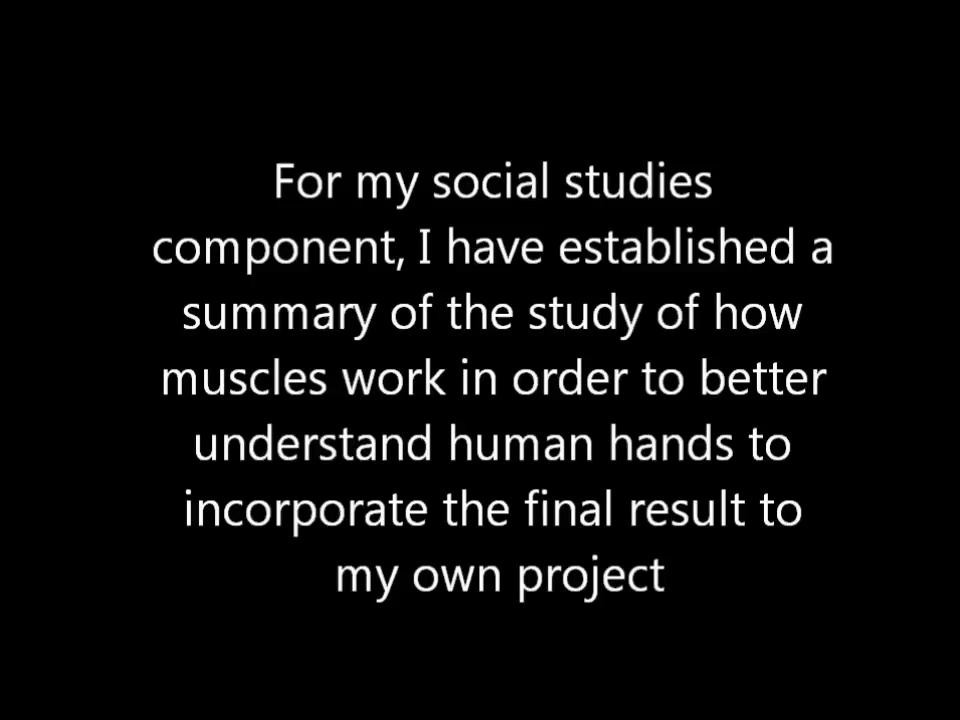 For my social studies
component, I have established a
summary of the study of how
muscles work in order to better
understand human hands to
incorporate the final result to
my own project